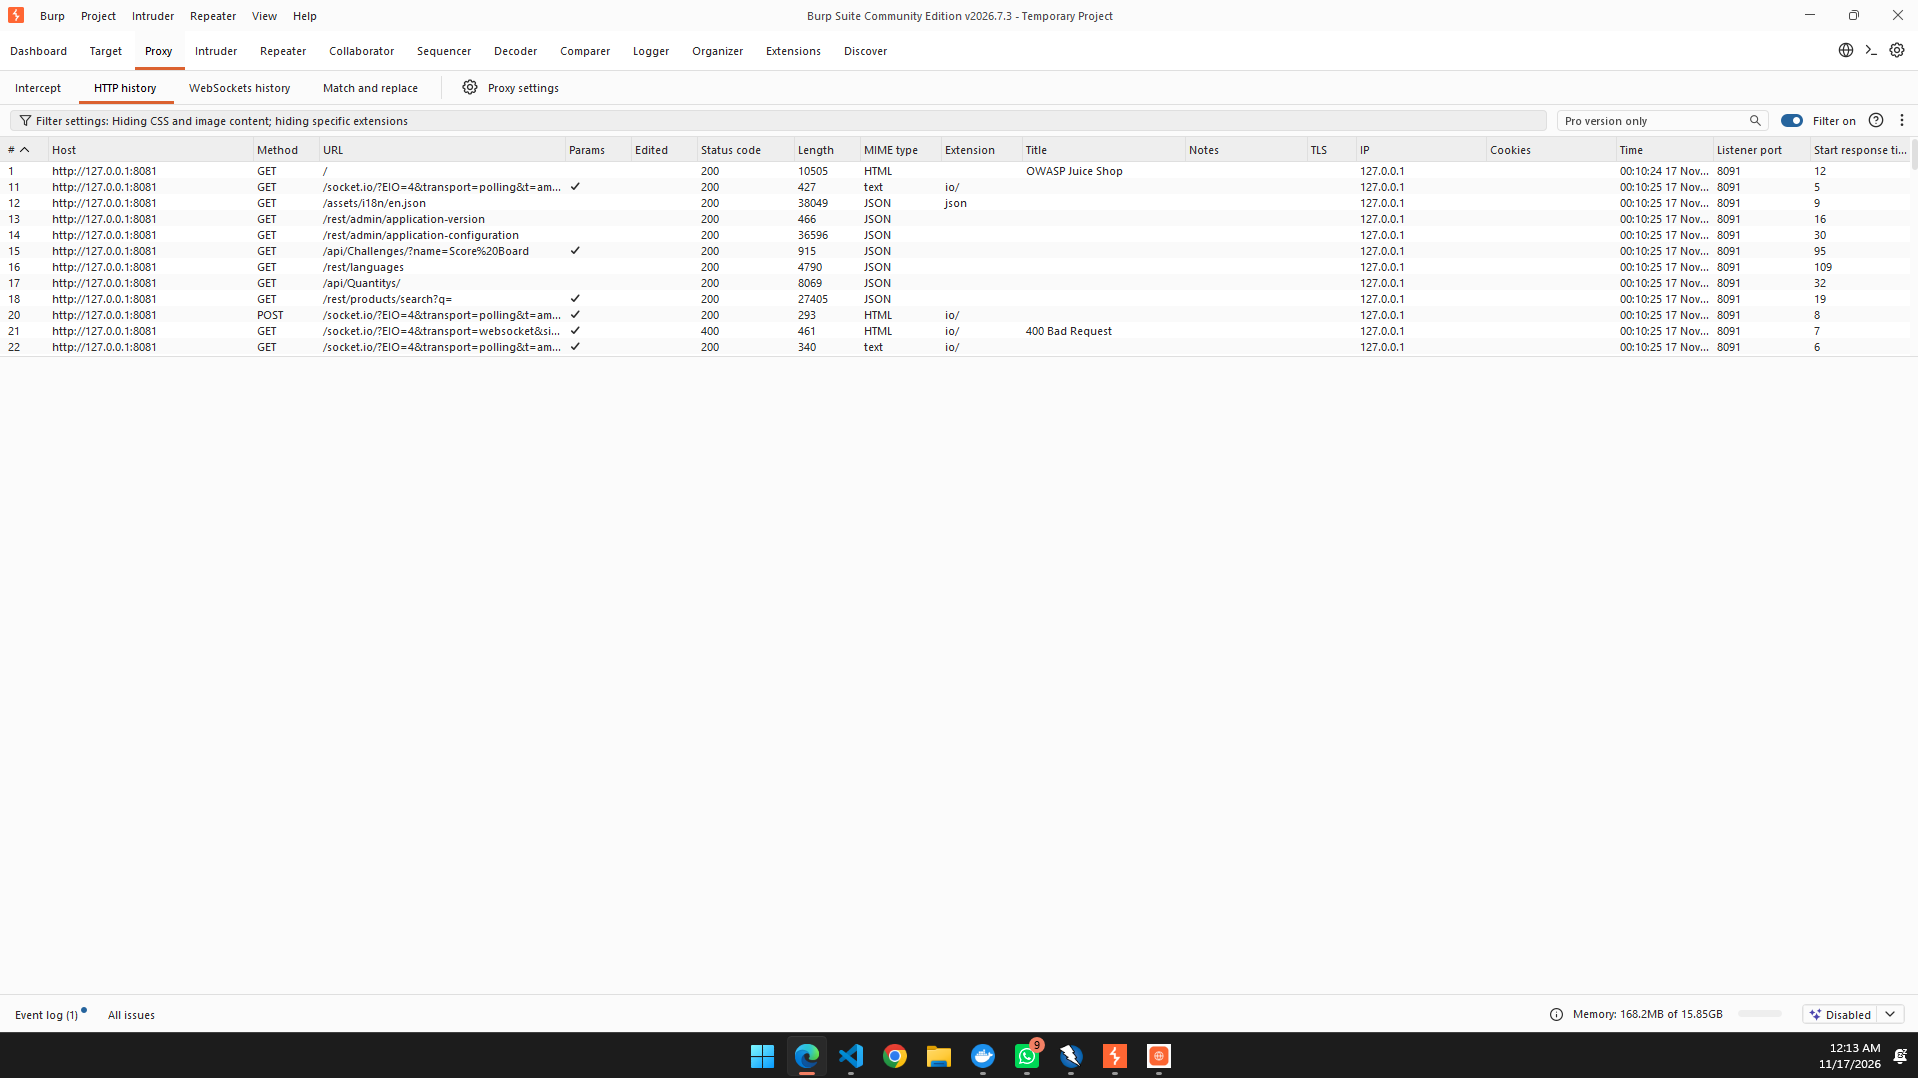 Burp Project Intruder Repeater View Help Burp Suite Community Edition v2026.7.3 - Temporary Project
Dashboard Target Proxy Intruder Repeater Collaborator Sequencer Decoder Comparer Logger Organizer Extensions Discover
Intercept HTTP history WebSockets history Match and replace Proxy settings
Filter settings: Hiding CSS and image content; hiding specific extensions Pro version only Filter on
# Host Method URL Params Edited Status code Length MIME type Extension Title Notes TLS IP Cookies Time Listener port Start response ti...
1 http://127.0.0.1:8081 GET / 200 10505 HTML OWASP Juice Shop 127.0.0.1 00:10:24 17 Nov... 8091 12
11 http://127.0.0.1:8081 GET /socket.io/?EIO=4&transport=polling&t=am... ✓ 200 427 text io/ 127.0.0.1 00:10:25 17 Nov... 8091 5
12 http://127.0.0.1:8081 GET /assets/i18n/en.json 200 38049 JSON json 127.0.0.1 00:10:25 17 Nov... 8091 9
13 http://127.0.0.1:8081 GET /rest/admin/application-version 200 466 JSON 127.0.0.1 00:10:25 17 Nov... 8091 16
14 http://127.0.0.1:8081 GET /rest/admin/application-configuration 200 36596 JSON 127.0.0.1 00:10:25 17 Nov... 8091 30
15 http://127.0.0.1:8081 GET /api/Challenges/?name=Score%20Board ✓ 200 915 JSON 127.0.0.1 00:10:25 17 Nov... 8091 95
16 http://127.0.0.1:8081 GET /rest/languages 200 4790 JSON 127.0.0.1 00:10:25 17 Nov... 8091 109
17 http://127.0.0.1:8081 GET /api/Quantitys/ 200 8069 JSON 127.0.0.1 00:10:25 17 Nov... 8091 32
18 http://127.0.0.1:8081 GET /rest/products/search?q= ✓ 200 27405 JSON 127.0.0.1 00:10:25 17 Nov... 8091 19
20 http://127.0.0.1:8081 POST /socket.io/?EIO=4&transport=polling&t=am... ✓ 200 293 HTML io/ 127.0.0.1 00:10:25 17 Nov... 8091 8
21 http://127.0.0.1:8081 GET /socket.io/?EIO=4&transport=websocket&si... ✓ 400 461 HTML io/ 400 Bad Request 127.0.0.1 00:10:25 17 Nov... 8091 7
22 http://127.0.0.1:8081 GET /socket.io/?EIO=4&transport=polling&t=am... ✓ 200 340 text io/ 127.0.0.1 00:10:25 17 Nov... 8091 6
Event log (1) All issues Memory: 168.2MB of 15.85GB Disabled
9
12:13 AM
11/17/2026